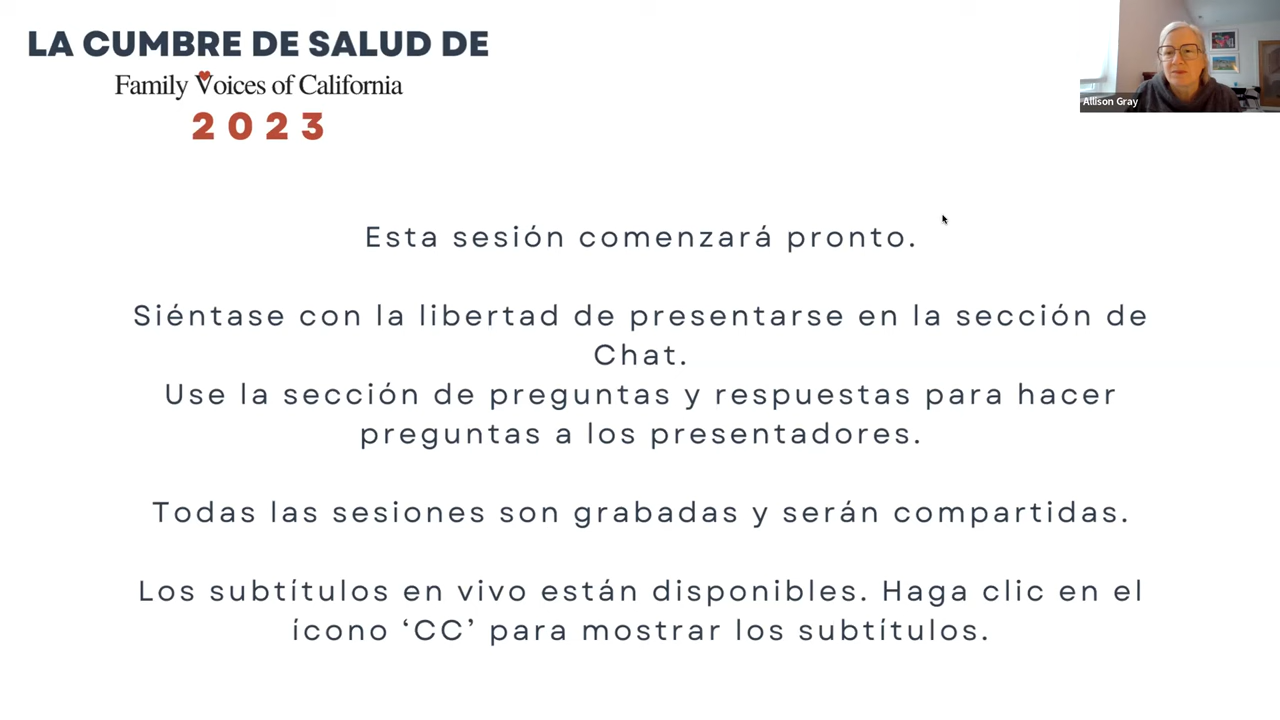 LA CUMBRE DE SALUD DE
Family Voices of California
2023
Allison Gray
Esta sesión comenzará pronto.
Siéntase con la libertad de presentarse en la sección de
Chat.
Use la sección de preguntas y respuestas para hacer
preguntas a los presentadores.
Todas las sesiones son grabadas y serán compartidas.
Los subtítulos en vivo están disponibles. Haga clic en el
ícono ‘CC’ para mostrar los subtítulos.